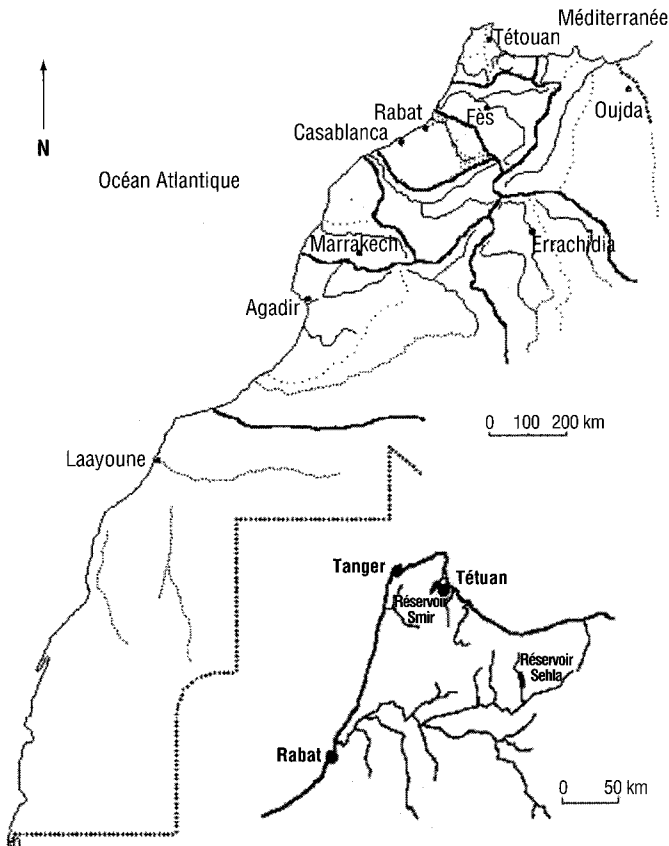 Méditerranée
Tétouan
Oujda
Fès
Rabat
Casablanca
N
Océan Atlantique
Marrakech
Errachidia
Agadir
0 100 200 km
Laayoune
Tanger
Tétuan
Réservoir
Smir
Réservoir
Sehla
Rabat
0 50 km